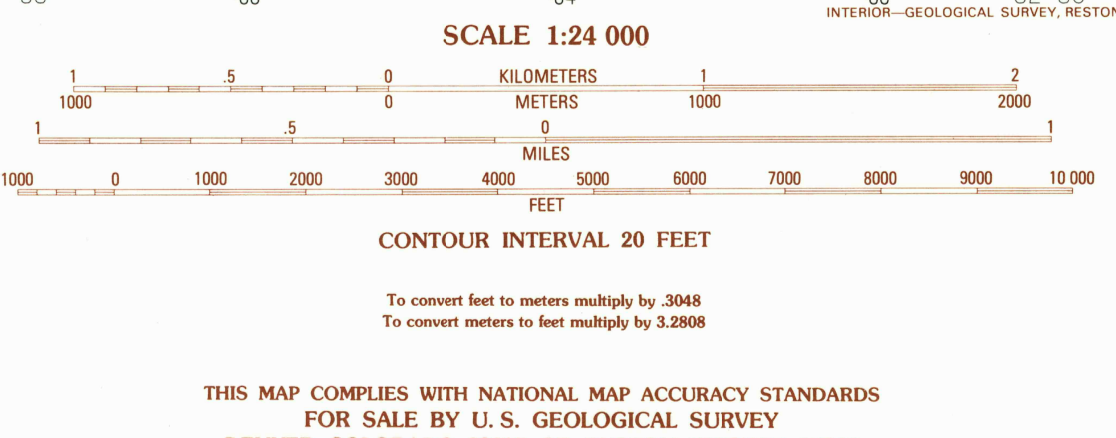 INTERIOR—GEOLOGICAL SURVEY, RESTON
SCALE 1:24 000
1 .5 0 KILOMETERS 1 2
1000 0 METERS 1000 2000
1 .5 0 1
MILES
1000 0 1000 2000 3000 4000 5000 6000 7000 8000 9000 10 000
FEET
CONTOUR INTERVAL 20 FEET
To convert feet to meters multiply by .3048
To convert meters to feet multiply by 3.2808
THIS MAP COMPLIES WITH NATIONAL MAP ACCURACY STANDARDS
FOR SALE BY U. S. GEOLOGICAL SURVEY